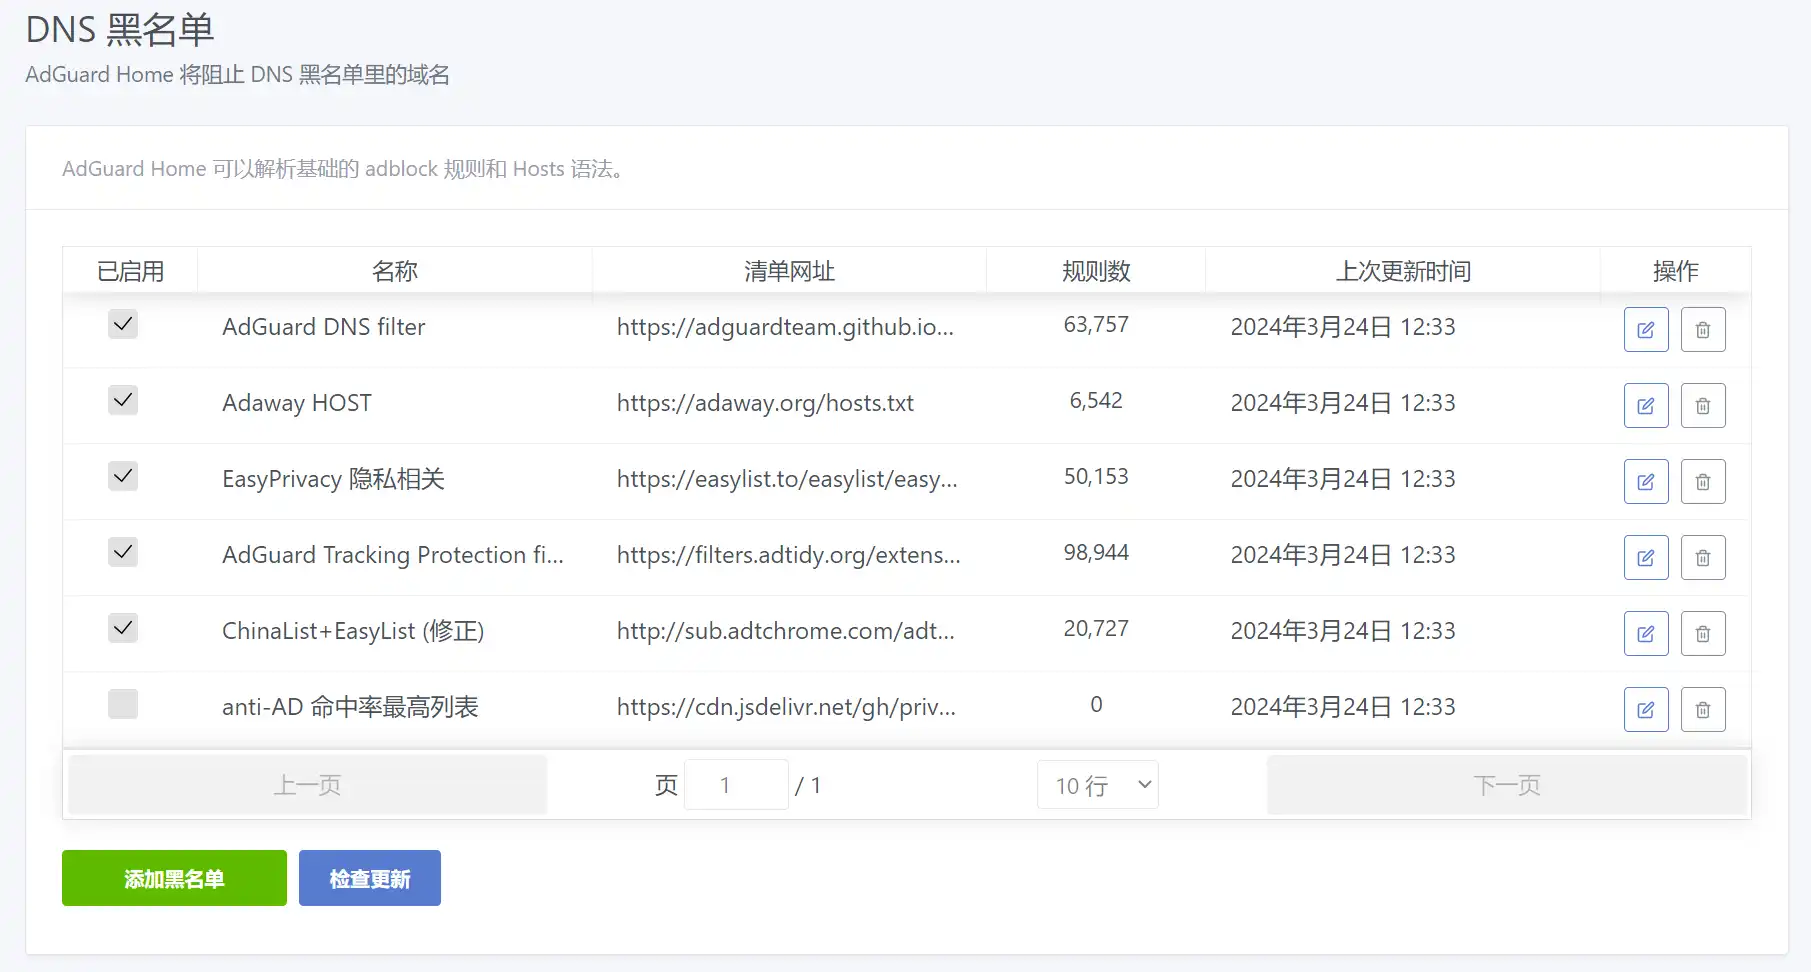 DNS 黑名单
AdGuard Home 将阻止 DNS 黑名单里的域名
AdGuard Home 可以解析基础的 adblock 规则和 Hosts 语法。
已启用 名称 清单网址 规则数 上次更新时间 操作
AdGuard DNS filter https://adguardteam.github.io... 63,757 2024年3月24日 12:33
Adaway HOST https://adaway.org/hosts.txt 6,542 2024年3月24日 12:33
EasyPrivacy 隐私相关 https://easylist.to/easylist/easy... 50,153 2024年3月24日 12:33
AdGuard Tracking Protection fi... https://filters.adtidy.org/extens... 98,944 2024年3月24日 12:33
ChinaList+EasyList (修正) http://sub.adtchrome.com/adt... 20,727 2024年3月24日 12:33
anti-AD 命中率最高列表 https://cdn.jsdelivr.net/gh/priv... 0 2024年3月24日 12:33
上一页 页 1 / 1 10 行 下一页
添加黑名单 检查更新